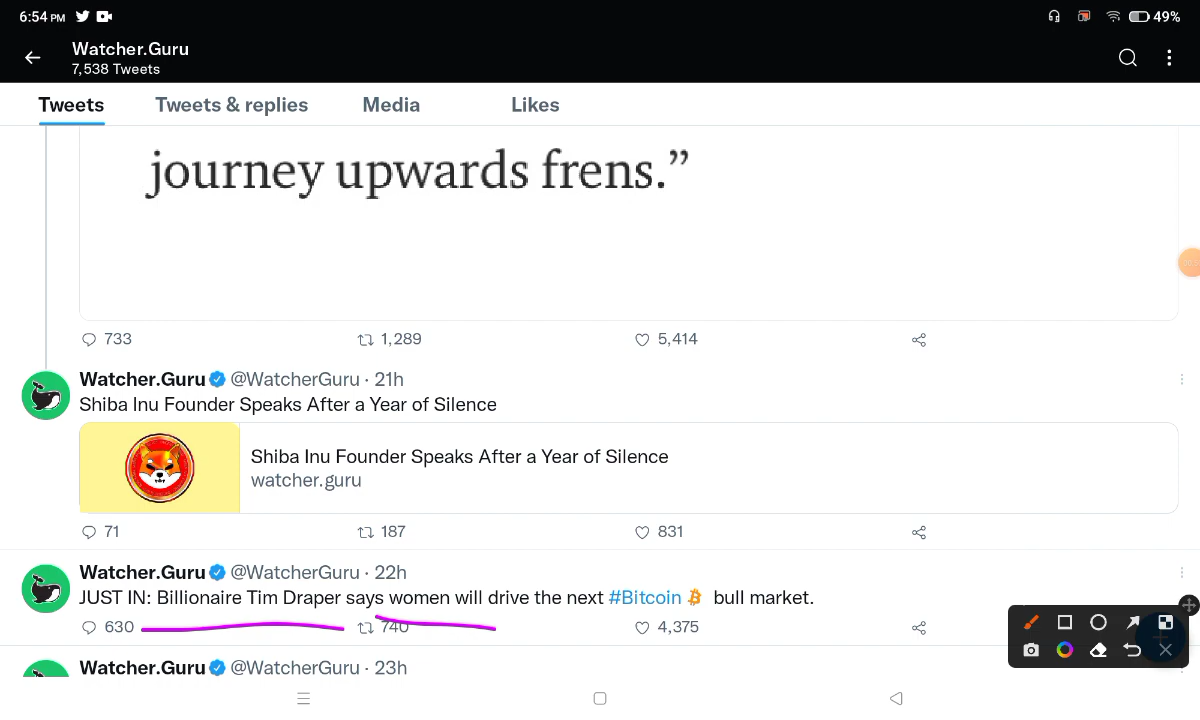 6:54 PM
49%
Watcher.Guru
7,538 Tweets
Tweets Tweets & replies Media Likes
journey upwards frens.”
733 1,289 5,414
Watcher.Guru @WatcherGuru · 21h
Shiba Inu Founder Speaks After a Year of Silence
Shiba Inu Founder Speaks After a Year of Silence
watcher.guru
71 187 831
Watcher.Guru @WatcherGuru · 22h
JUST IN: Billionaire Tim Draper says women will drive the next #Bitcoin bull market.
630 740 4,375
Watcher.Guru @WatcherGuru · 23h